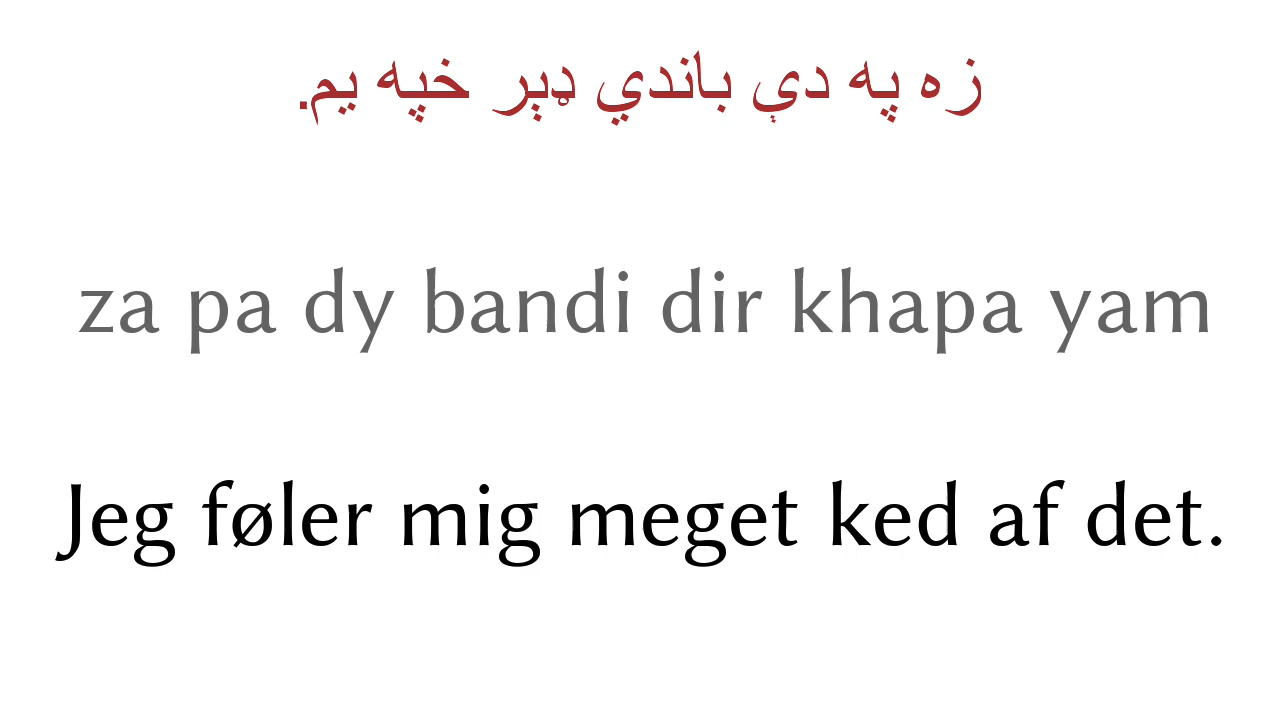 زه په دې باندي ډېر خپه يم.
za pa dy bandi dir khapa yam
Jeg føler mig meget ked af det.